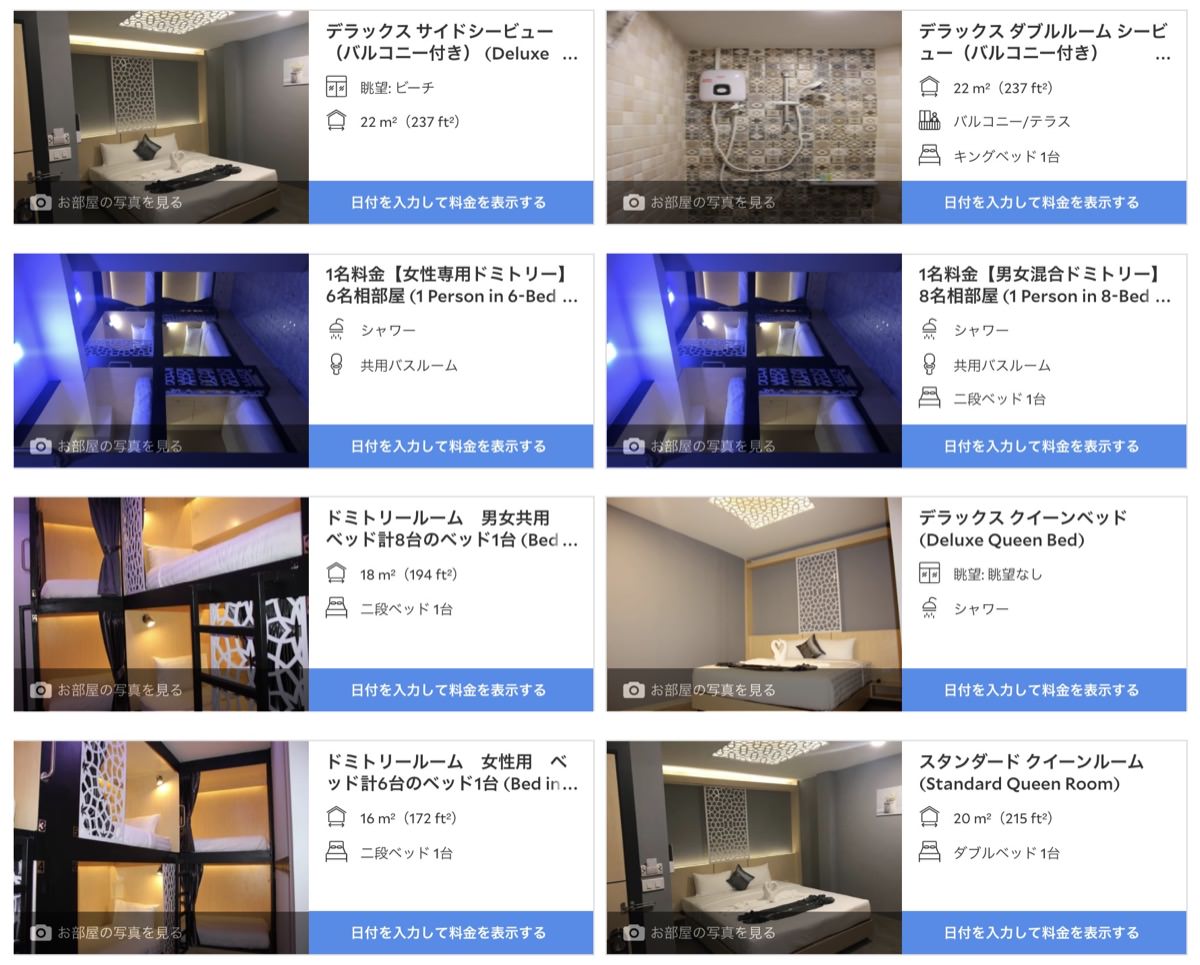 デラックス サイドシービュー
（バルコニー付き） (Deluxe ...
眺望: ビーチ
22 m²（237 ft²）
お部屋の写真を見る
日付を入力して料金を表示する
デラックス ダブルルーム シービ
ュー（バルコニー付き） ...
22 m²（237 ft²）
バルコニー/テラス
キングベッド 1台
お部屋の写真を見る
日付を入力して料金を表示する
1名料金【女性専用ドミトリー】
6名相部屋 (1 Person in 6-Bed ...
シャワー
共用バスルーム
お部屋の写真を見る
日付を入力して料金を表示する
1名料金【男女混合ドミトリー】
8名相部屋 (1 Person in 8-Bed ...
シャワー
共用バスルーム
二段ベッド 1台
お部屋の写真を見る
日付を入力して料金を表示する
ドミトリールーム　男女共用
ベッド計8台のベッド1台 (Bed ...
18 m²（194 ft²）
二段ベッド 1台
お部屋の写真を見る
日付を入力して料金を表示する
デラックス クイーンベッド
(Deluxe Queen Bed)
眺望: 眺望なし
シャワー
お部屋の写真を見る
日付を入力して料金を表示する
ドミトリールーム　女性用　ベ
ッド計6台のベッド1台 (Bed in...
16 m²（172 ft²）
二段ベッド 1台
お部屋の写真を見る
日付を入力して料金を表示する
スタンダード クイーンルーム
(Standard Queen Room)
20 m²（215 ft²）
ダブルベッド 1台
お部屋の写真を見る
日付を入力して料金を表示する